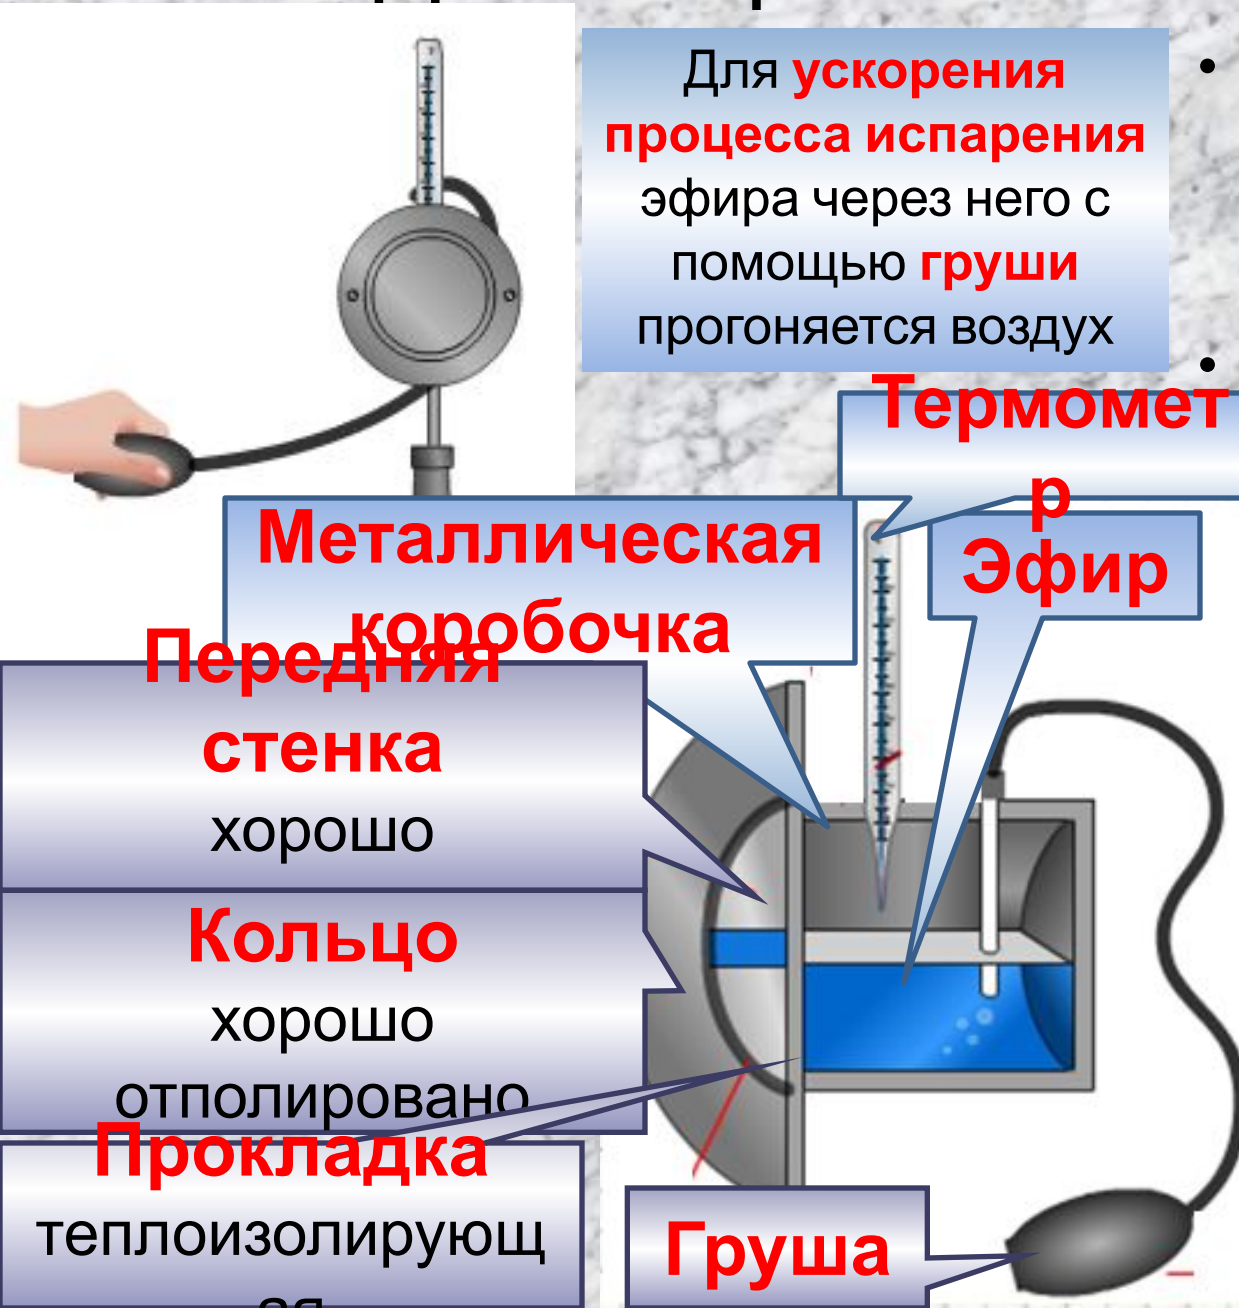 Для ускорения
процесса испарения
эфира через него с
помощью груши
прогоняется воздух
Термомет
р
Эфир
Металлическая
коробочка
Передняя
стенка
хорошо
Кольцо
хорошо
отполировано
Прокладка
теплоизолирующ
ая
Груша